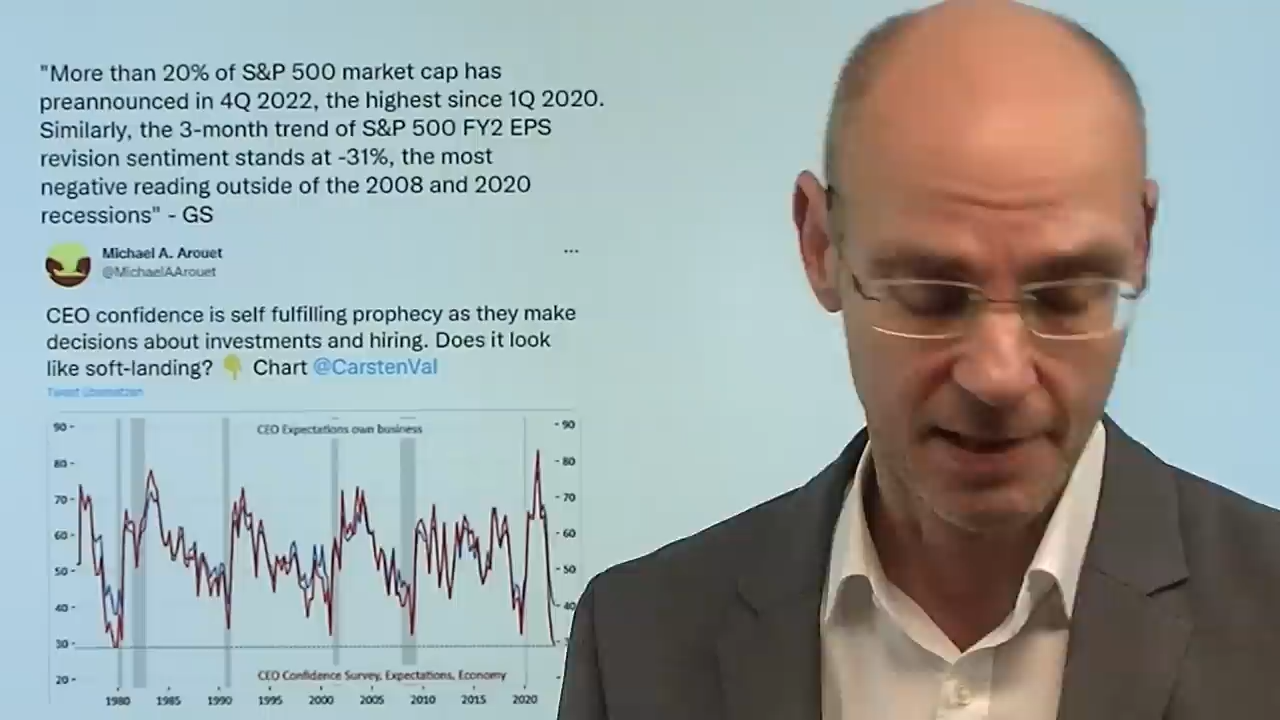 "More than 20% of S&P 500 market cap has
preannounced in 4Q 2022, the highest since 1Q 2020.
Similarly, the 3-month trend of S&P 500 FY2 EPS
revision sentiment stands at -31%, the most
negative reading outside of the 2008 and 2020
recessions" - GS
Michael A. Arouet
@MichaelAArouet
...
CEO confidence is self fulfilling prophecy as they make
decisions about investments and hiring. Does it look
like soft-landing? 👇 Chart @CarstenVal
Tweet übersetzen
CEO Expectations own business
90 - - 90
80 - - 80
70 - - 70
60 - - 60
50 - - 50
40 - - 40
30 -
20 -
CEO Confidence Survey, Expectations, Economy
1980 1985 1990 1995 2000 2005 2010 2015 2020